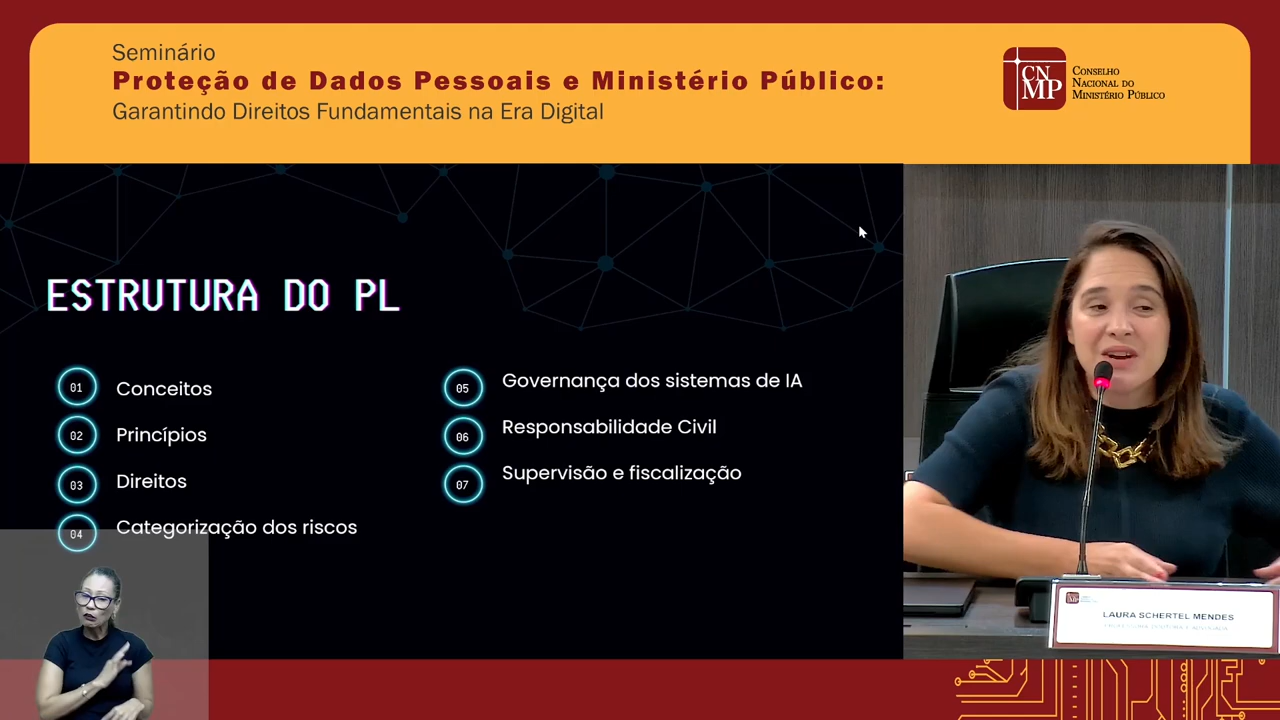 Seminário
Proteção de Dados Pessoais e Ministério Público:
Garantindo Direitos Fundamentais na Era Digital
CN
MP
Conselho
Nacional do
Ministério Público
ESTRUTURA DO PL
01 Conceitos
02 Princípios
03 Direitos
04 Categorização dos riscos
05 Governança dos sistemas de IA
06 Responsabilidade Civil
07 Supervisão e fiscalização
LAURA SCHERTEL MENDES